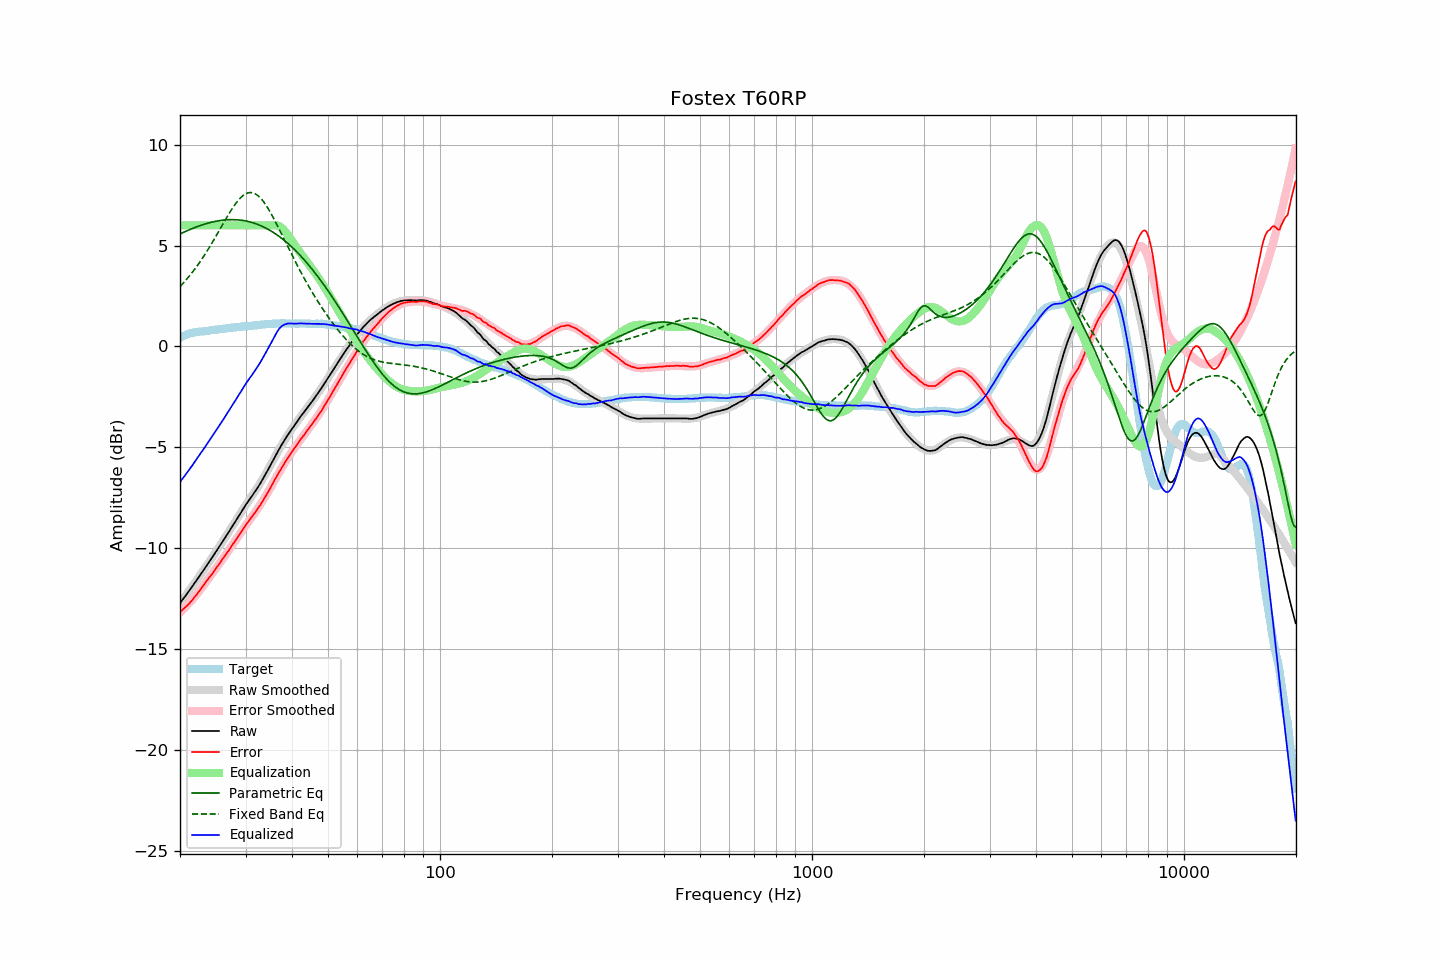 Fostex T60RP
10
5
0
−5
−10
−15
−20
−25
Amplitude (dBr)
Target
Raw Smoothed
Error Smoothed
Raw
Error
Equalization
Parametric Eq
Fixed Band Eq
Equalized
100
1000
10000
Frequency (Hz)